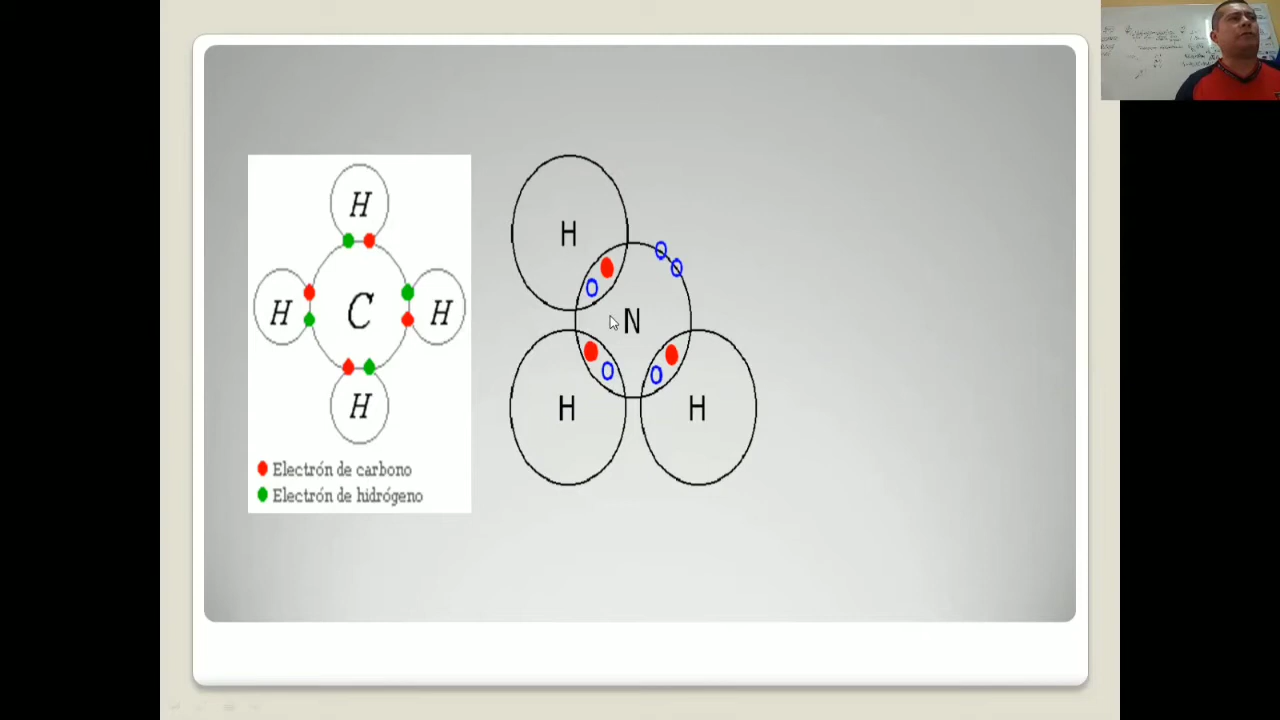 H
H C H
H
Electrón de carbono
Electrón de hidrógeno
H
N
H H